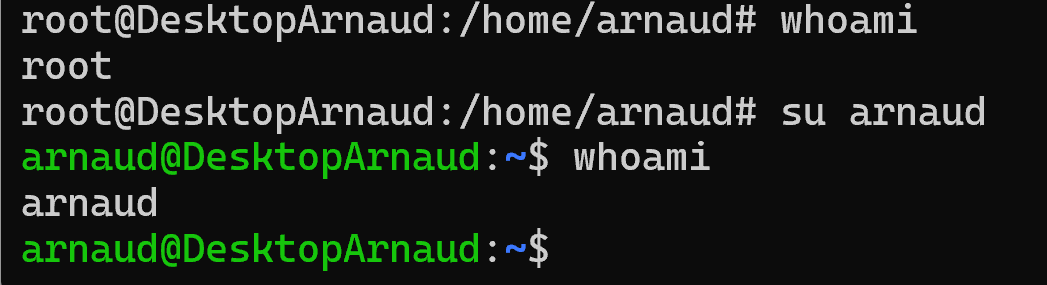 root@DesktopArnaud:/home/arnaud# whoami
root
root@DesktopArnaud:/home/arnaud# su arnaud
arnaud@DesktopArnaud:~$ whoami
arnaud
arnaud@DesktopArnaud:~$